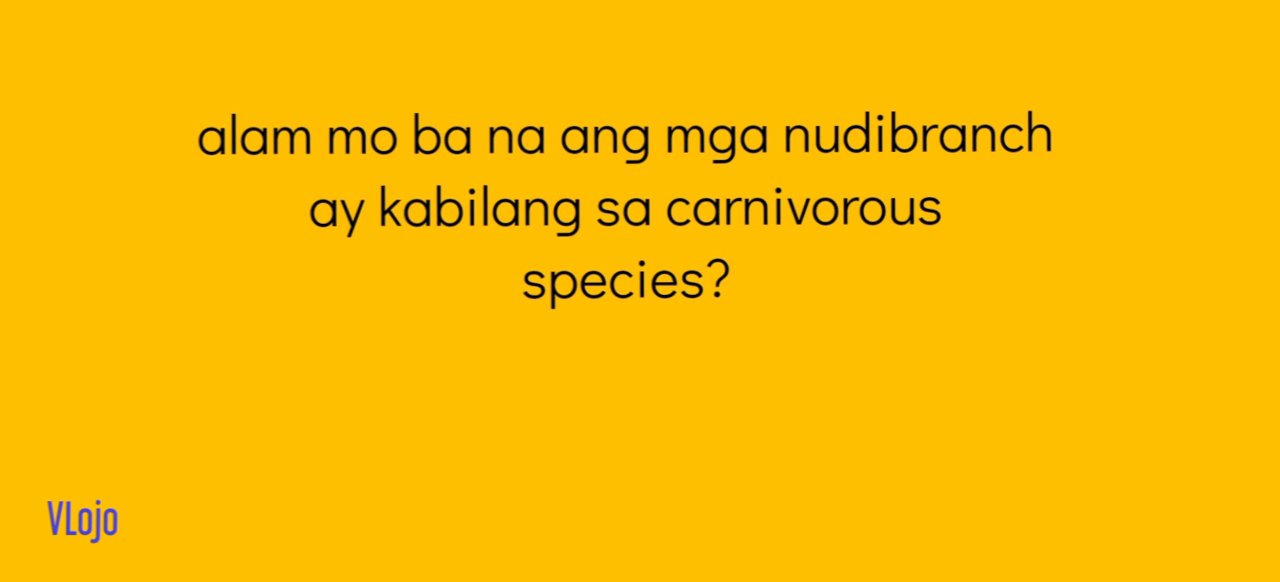 alam mo ba na ang mga nudibranch
ay kabilang sa carnivorous
species?
VLojo